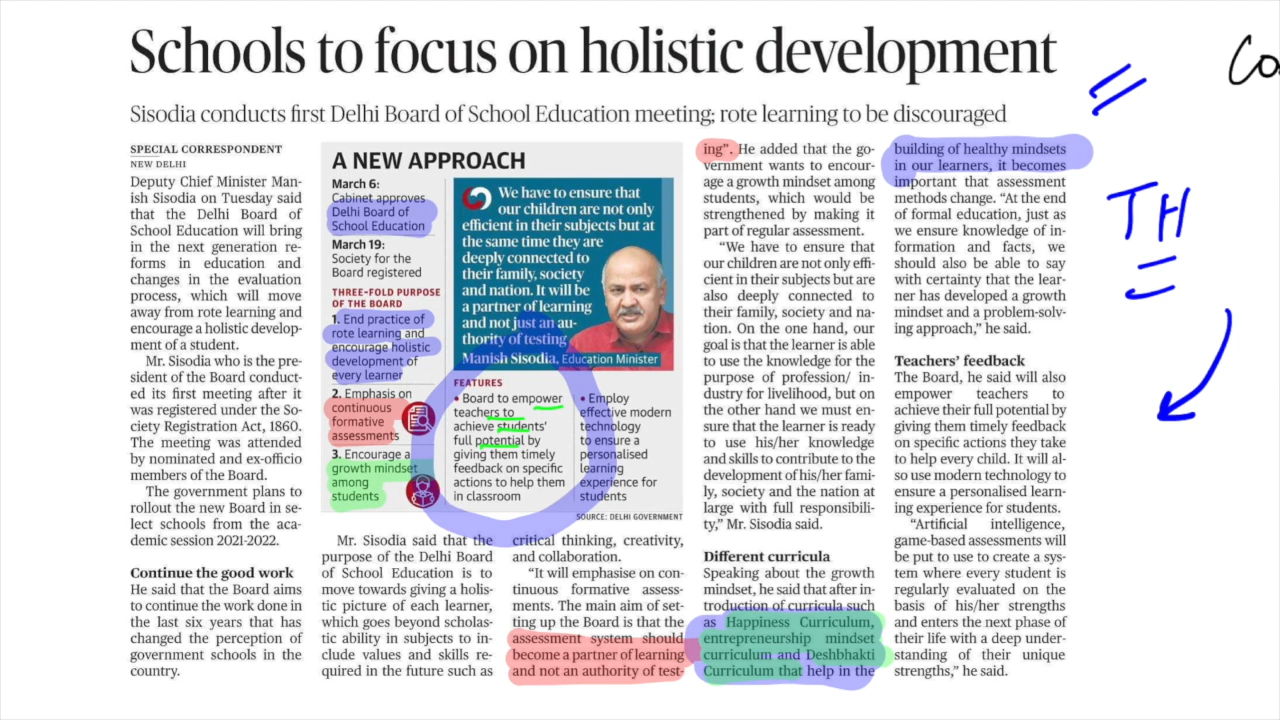 Schools to focus on holistic development
Co
Sisodia conducts first Delhi Board of School Education meeting; rote learning to be discouraged
TH
SPECIAL CORRESPONDENT
NEW DELHI
Deputy Chief Minister Man-
ish Sisodia on Tuesday said
that the Delhi Board of
School Education will bring
in the next generation re-
forms in education and
changes in the evaluation
process, which will move
away from rote learning and
encourage a holistic develop-
ment of a student.
Mr. Sisodia who is the pre-
sident of the Board conduct-
ed its first meeting after it
was registered under the So-
ciety Registration Act, 1860.
The meeting was attended
by nominated and ex-officio
members of the Board.
The government plans to
rollout the new Board in se-
lect schools from the aca-
demic session 2021-2022.
Continue the good work
He said that the Board aims
to continue the work done in
the last six years that has
changed the perception of
government schools in the
country.
A NEW APPROACH
March 6:
Cabinet approves
Delhi Board of
School Education
March 19:
Society for the
Board registered
THREE-FOLD PURPOSE
OF THE BOARD
1. End practice of
rote learning and
encourage holistic
development of
every learner
2. Emphasis on
continuous
formative
assessments
3. Encourage a
growth mindset
among
students
We have to ensure that
our children are not only
efficient in their subjects but at
the same time they are
deeply connected to
their family, society
and nation. It will be
a partner of learning
and not just an au-
thority of testing
Manish Sisodia, Education Minister
FEATURES
• Board to empower
teachers to
achieve students'
full potential by
giving them timely
feedback on specific
actions to help them
in classroom
• Employ
effective modern
technology
to ensure a
personalised
learning
experience for
students
SOURCE: DELHI GOVERNMENT
Mr. Sisodia said that the
purpose of the Delhi Board
of School Education is to
move towards giving a holis-
tic picture of each learner,
which goes beyond scholas-
tic ability in subjects to in-
clude values and skills re-
quired in the future such as
critical thinking, creativity,
and collaboration.
"It will emphasise on con-
tinuous formative assess-
ments. The main aim of set-
ting up the Board is that the
assessment system should
become a partner of learning
and not an authority of test-
ing". He added that the go-
vernment wants to encour-
age a growth mindset among
students, which would be
strengthened by making it
part of regular assessment.
"We have to ensure that
our children are not only effi-
cient in their subjects but are
also deeply connected to
their family, society and na-
tion. On the one hand, our
goal is that the learner is able
to use the knowledge for the
purpose of profession/ in-
dustry for livelihood, but on
the other hand we must en-
sure that the learner is ready
to use his/her knowledge
and skills to contribute to the
development of his/her fami-
ly, society and the nation at
large with full responsibili-
ty," Mr. Sisodia said.
Different curricula
Speaking about the growth
mindset, he said that after in-
troduction of curricula such
as Happiness Curriculum,
entrepreneurship mindset
curriculum and Deshbhakti
Curriculum that help in the
building of healthy mindsets
in our learners, it becomes
important that assessment
methods change. "At the end
of formal education, just as
we ensure knowledge of in-
formation and facts, we
should also be able to say
with certainty that the lear-
ner has developed a growth
mindset and a problem-solv-
ing approach," he said.
Teachers' feedback
The Board, he said will also
empower teachers to
achieve their full potential by
giving them timely feedback
on specific actions they take
to help every child. It will al-
so use modern technology to
ensure a personalised learn-
ing experience for students.
"Artificial intelligence,
game-based assessments will
be put to use to create a sys-
tem where every student is
regularly evaluated on the
basis of his/her strengths
and enters the next phase of
their life with a deep under-
standing of their unique
strengths," he said.